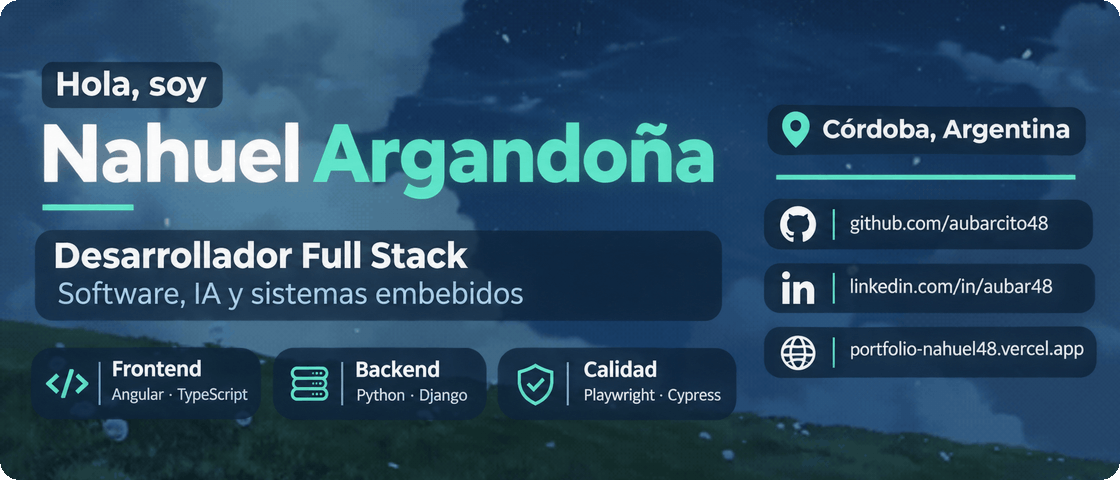 Hola, soy
Nahuel Argandoña
Desarrollador Full Stack
Software, IA y sistemas embebidos
Frontend
Angular · TypeScript
Backend
Python · Django
Calidad
Playwright · Cypress
Córdoba, Argentina
github.com/aubarcito48
linkedin.com/in/aubar48
portfolio-nahuel48.vercel.app